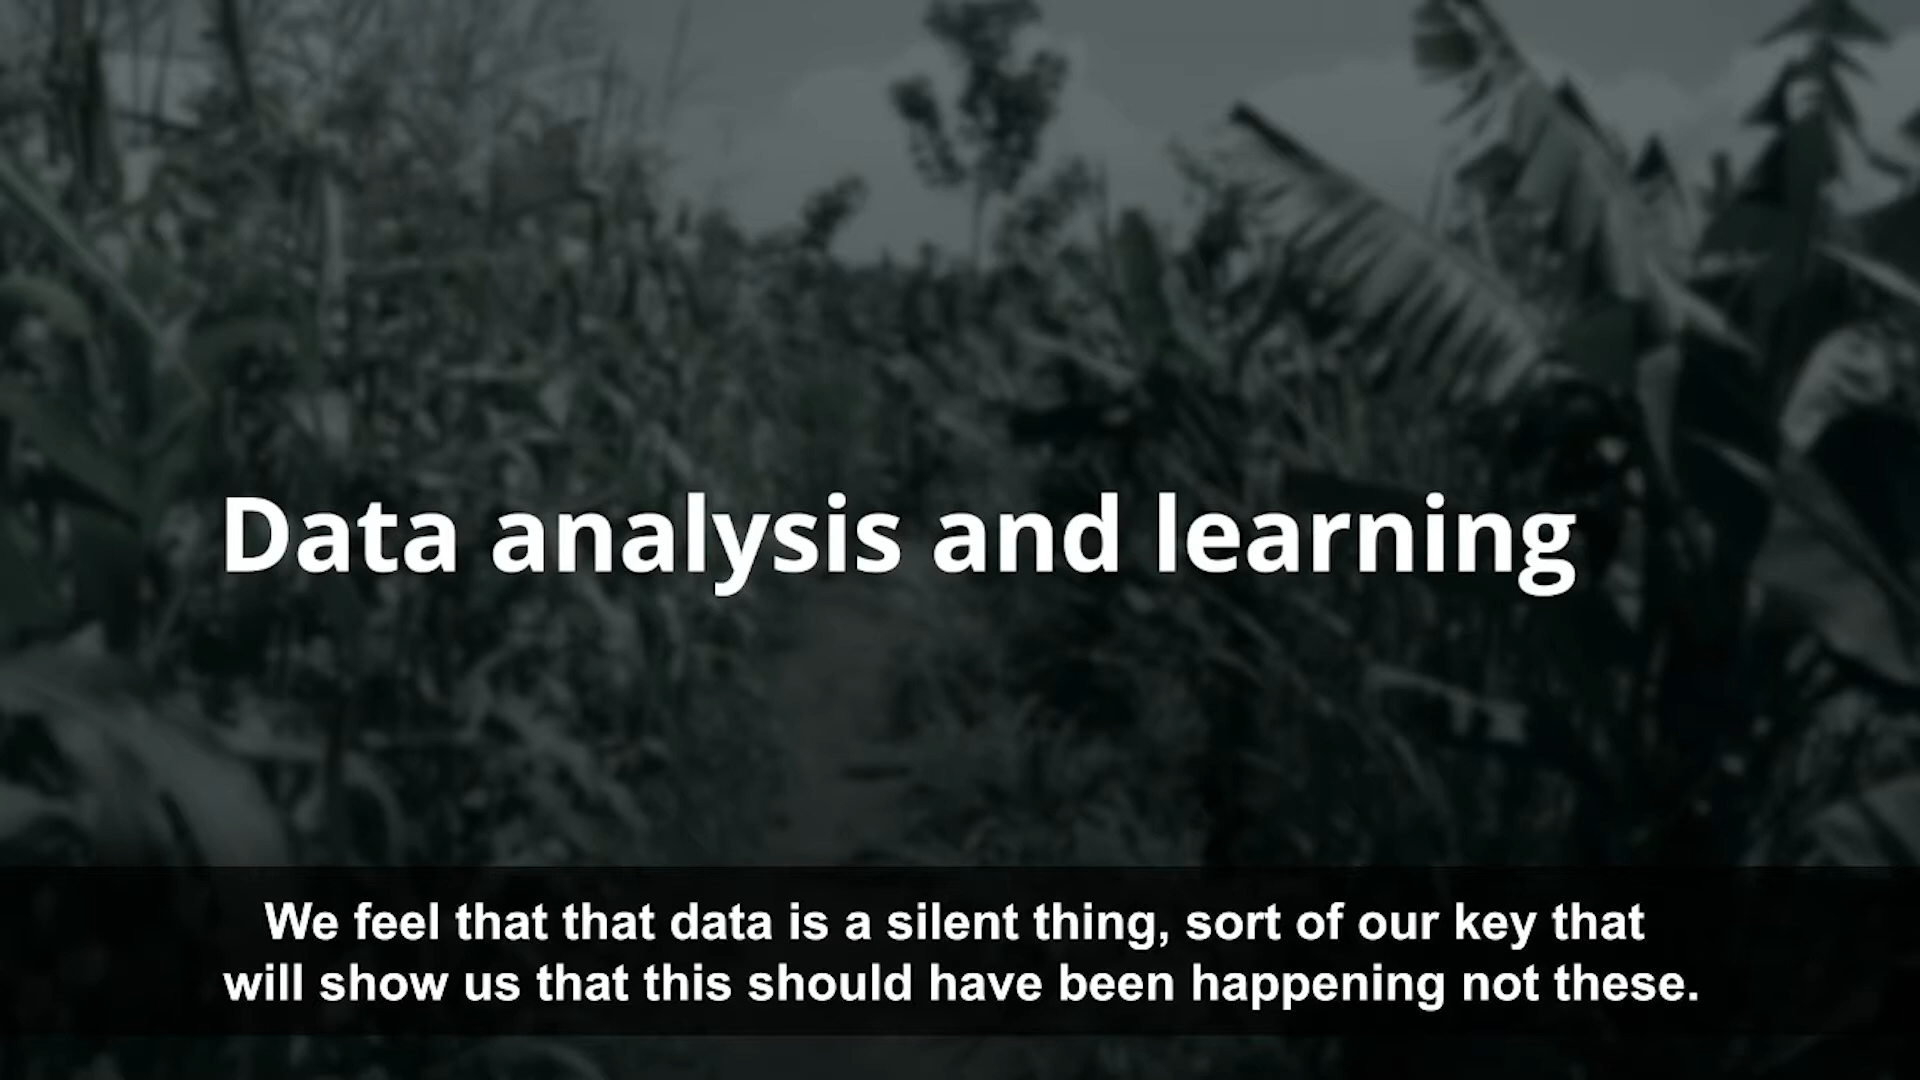 Data analysis and learning
We feel that that data is a silent thing, sort of our key that
will show us that this should have been happening not these.